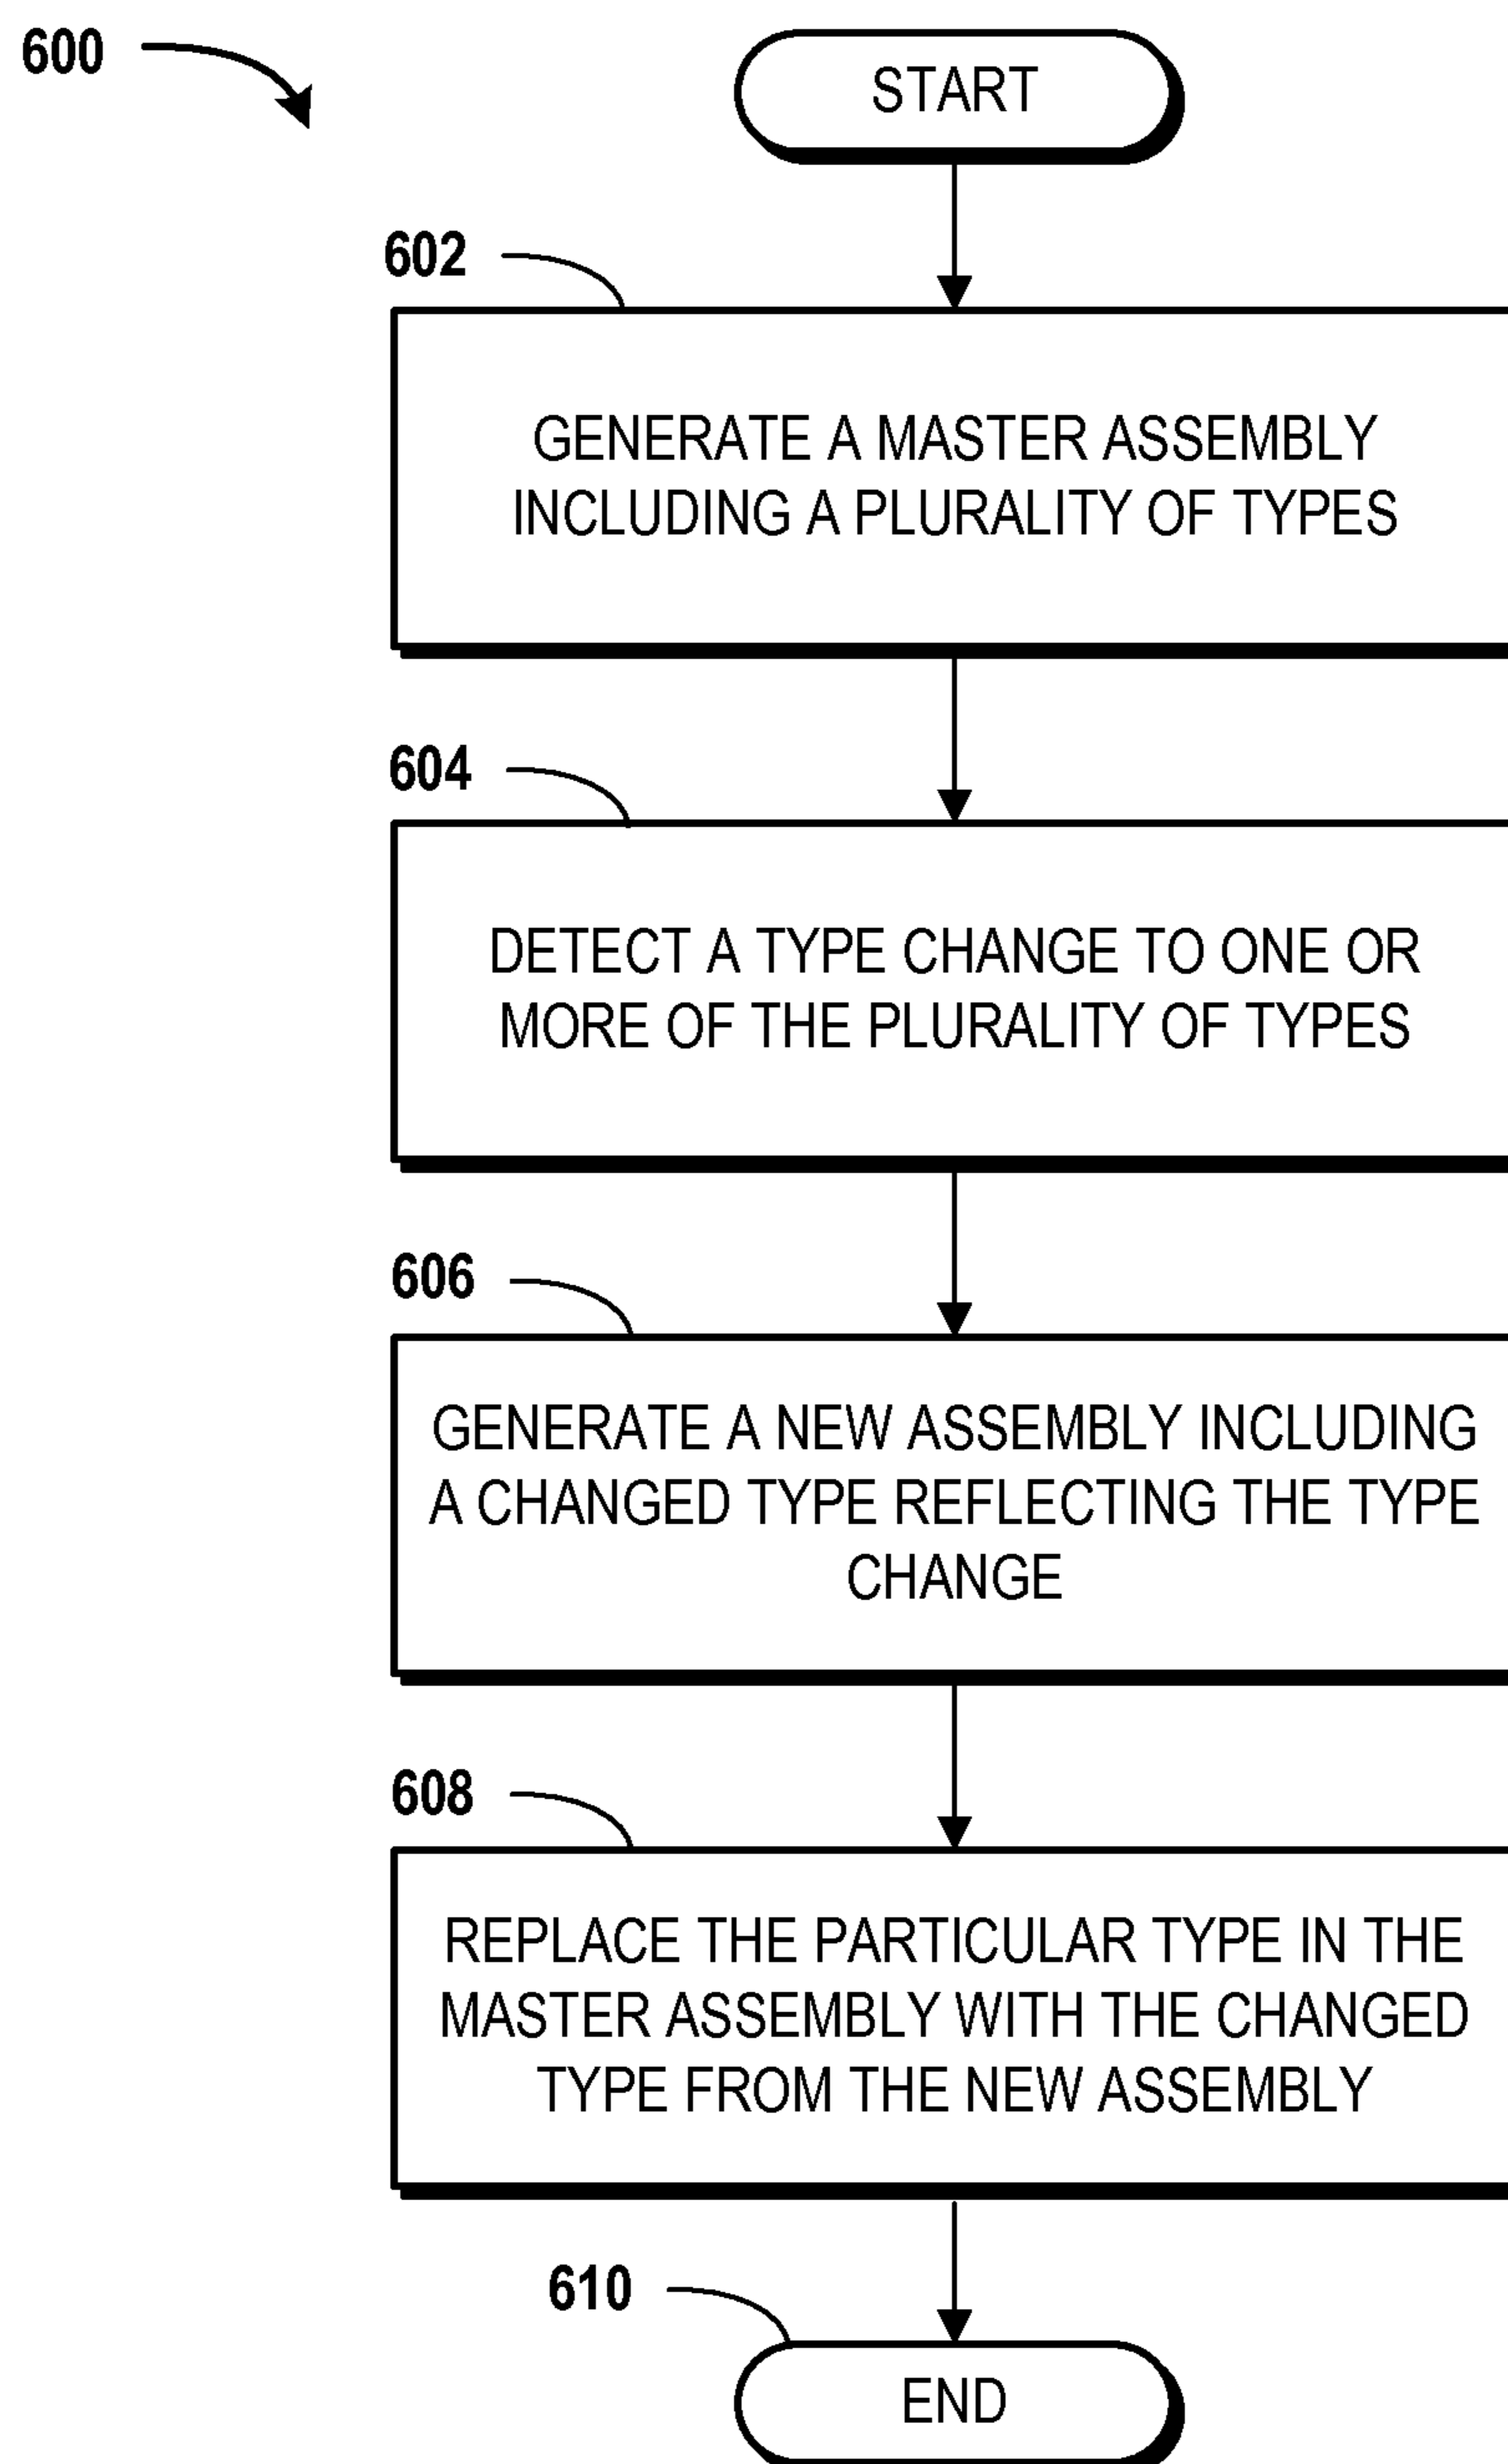 600
START
602
GENERATE A MASTER ASSEMBLY
INCLUDING A PLURALITY OF TYPES
604
DETECT A TYPE CHANGE TO ONE OR
MORE OF THE PLURALITY OF TYPES
606
GENERATE A NEW ASSEMBLY INCLUDING
A CHANGED TYPE REFLECTING THE TYPE
CHANGE
608
REPLACE THE PARTICULAR TYPE IN THE
MASTER ASSEMBLY WITH THE CHANGED
TYPE FROM THE NEW ASSEMBLY
610
END